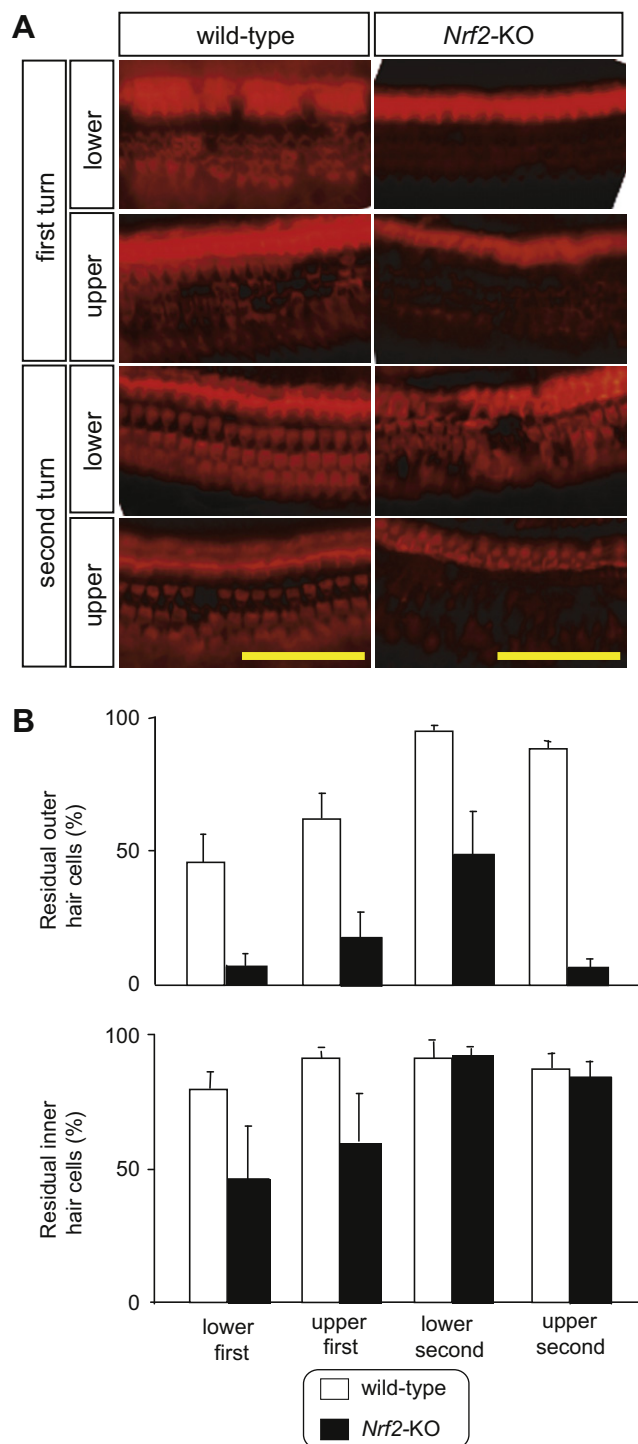 A
wild-type
Nrf2-KO
first turn
lower
upper
second turn
lower
upper
B
Residual outer
hair cells (%)
100
50
0
Residual inner
hair cells (%)
100
50
0
lower
first
upper
first
lower
second
upper
second
wild-type
Nrf2-KO